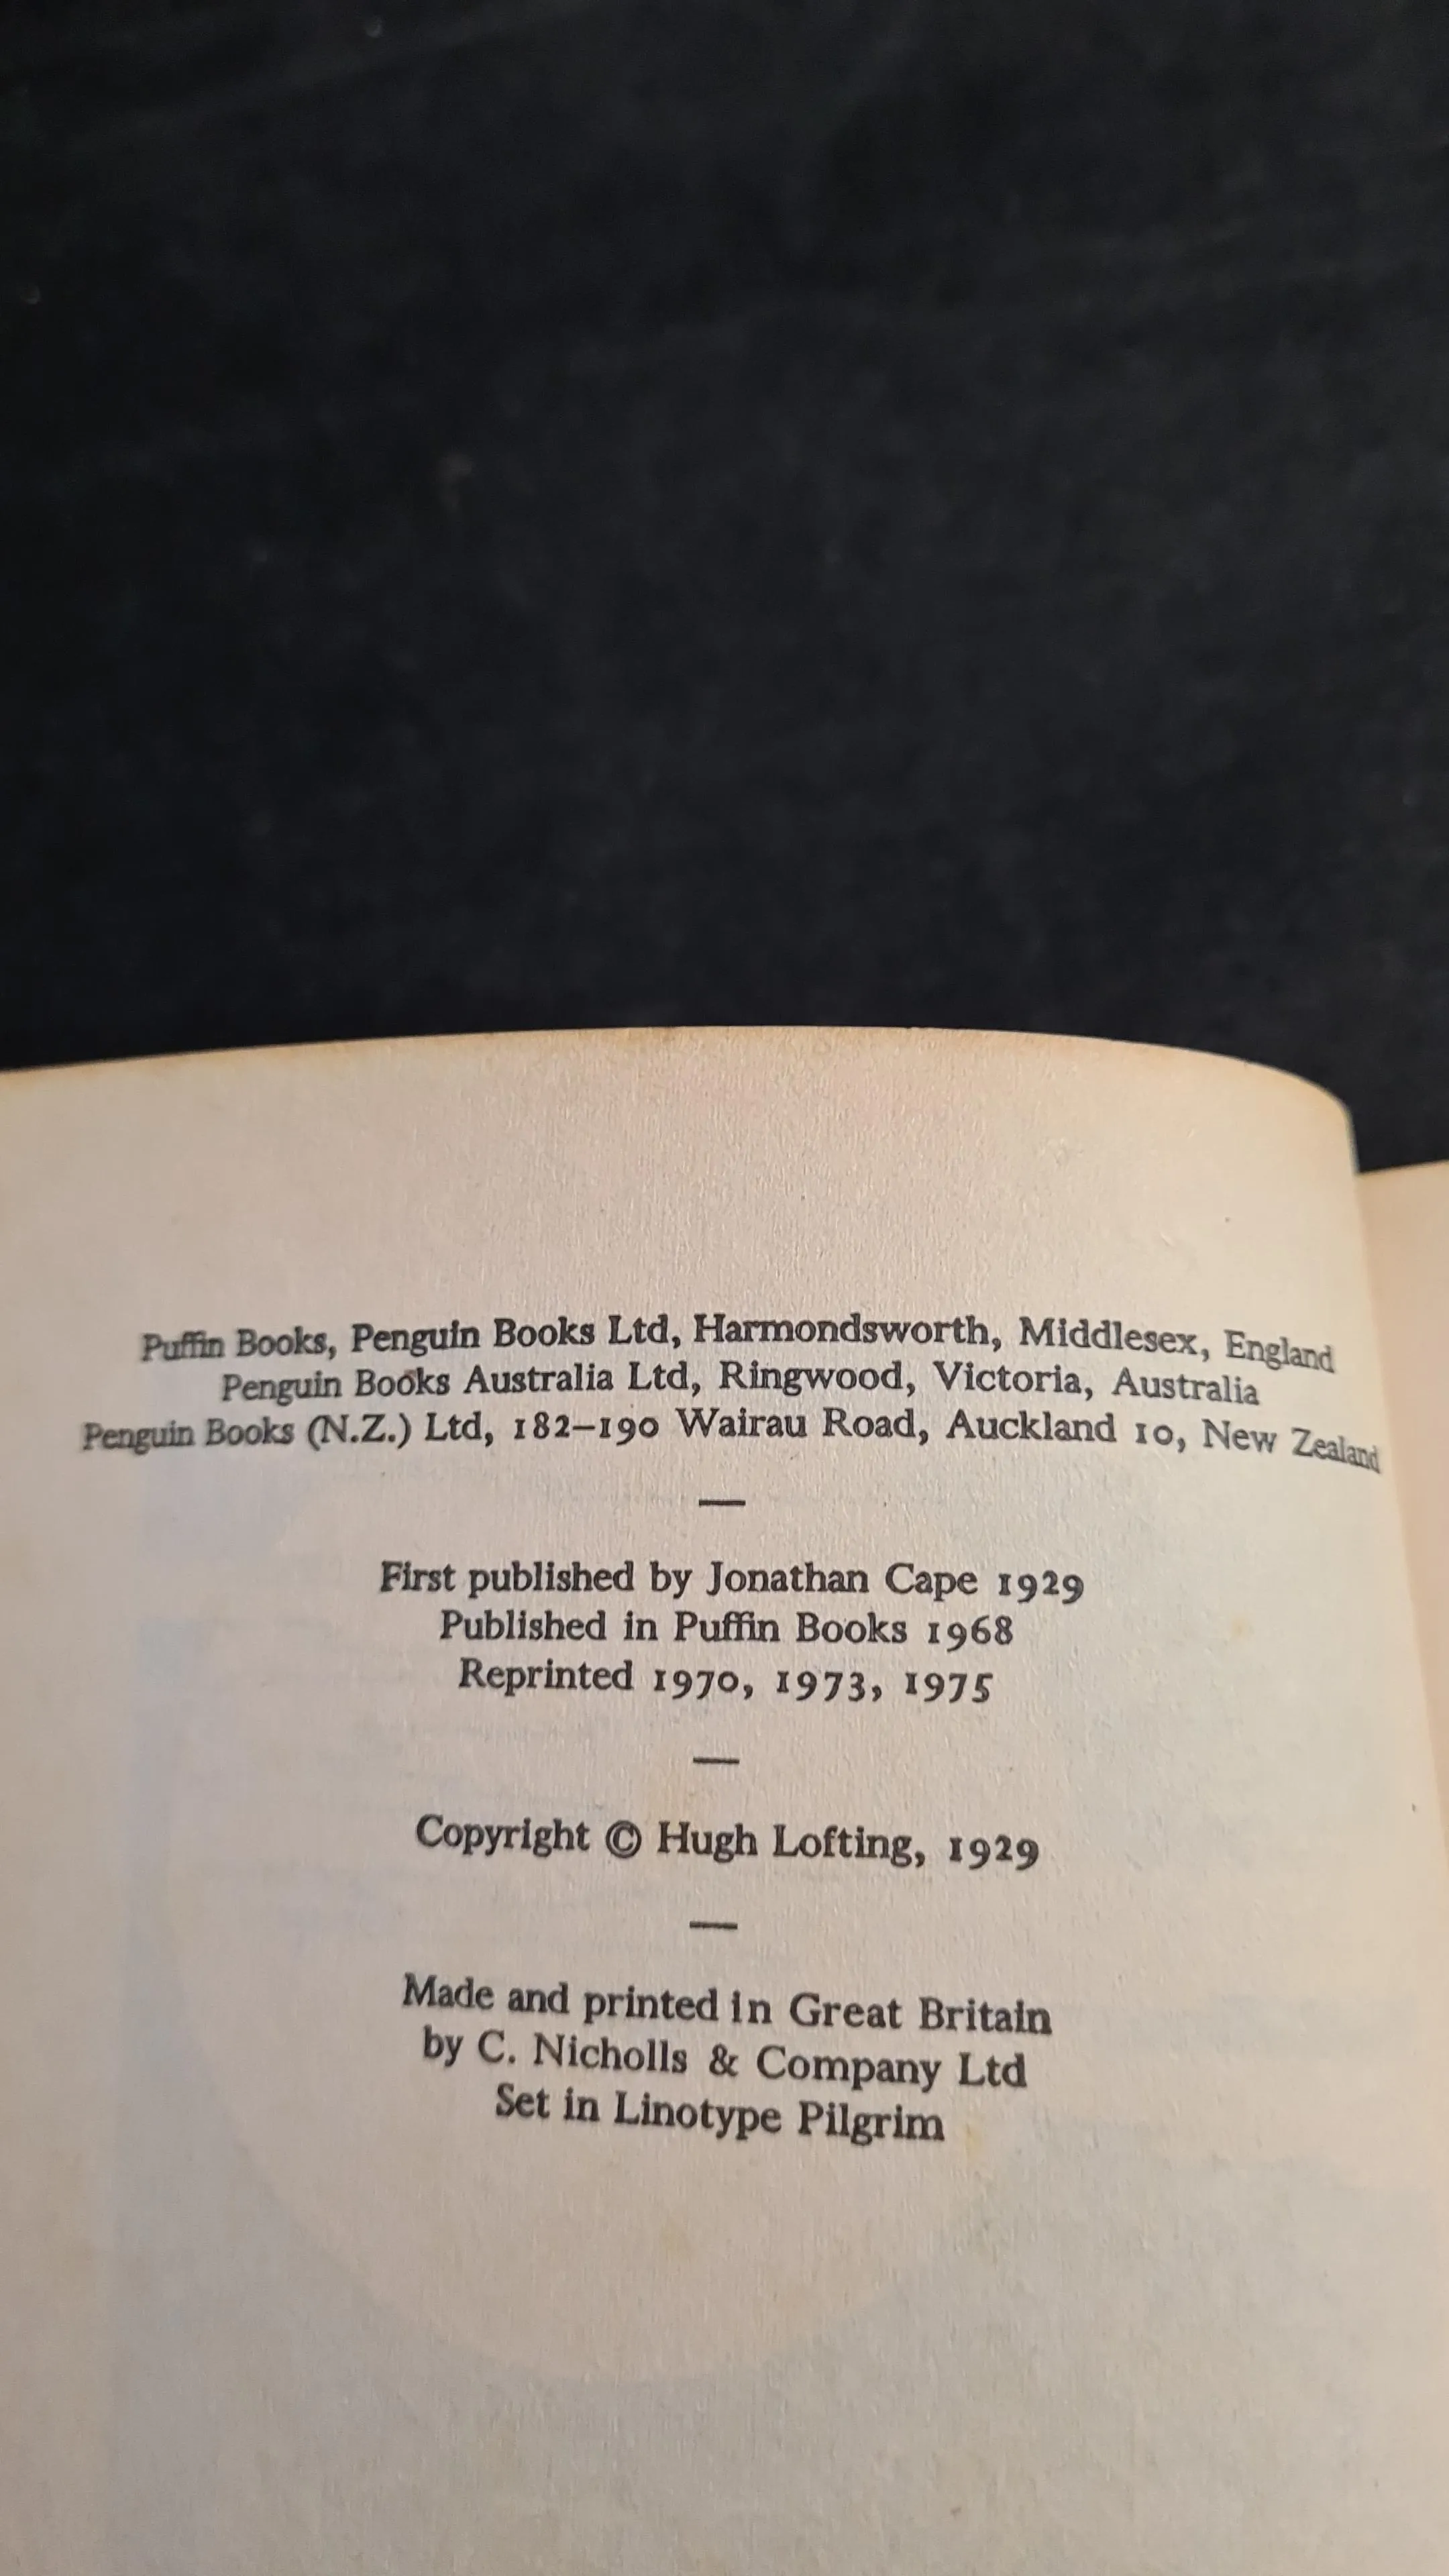 Puffin Books, Penguin Books Ltd, Harmondsworth, Middlesex, England
Penguin Books Australia Ltd, Ringwood, Victoria, Australia
Penguin Books (N.Z.) Ltd, 182–190 Wairau Road, Auckland 10, New Zealand
—
First published by Jonathan Cape 1929
Published in Puffin Books 1968
Reprinted 1970, 1973, 1975
—
Copyright © Hugh Lofting, 1929
—
Made and printed in Great Britain
by C. Nicholls & Company Ltd
Set in Linotype Pilgrim